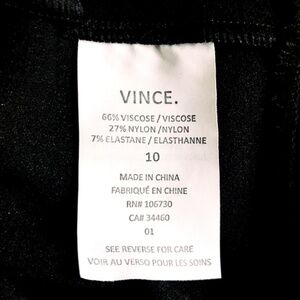 VINCE.
66% VISCOSE / VISCOSE
27% NYLON / NYLON
7% ELASTANE / ELASTHANNE
10
MADE IN CHINA
FABRIQUÉ EN CHINE
RN# 106730
CA# 34460
01
SEE REVERSE FOR CARE
VOIR AU VERSO POUR LES SOINS